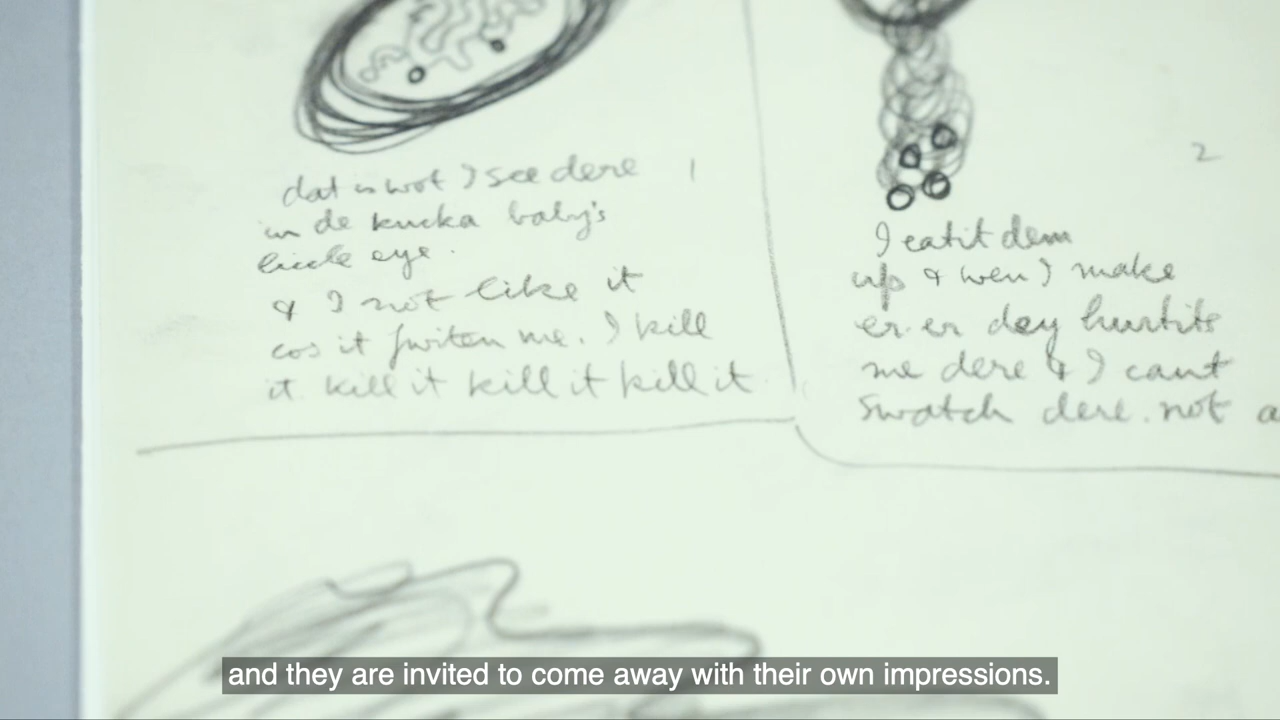 dat is wot I see dere
in de kucka baby's
liccle eye.
& I not like it
cos it friten me. I kill
it kill it kill it kill it
1
2
I eatit dem
up & wen I make
er. er dey hurtits
me dere & I cant
swatch dere. not a
and they are invited to come away with their own impressions.